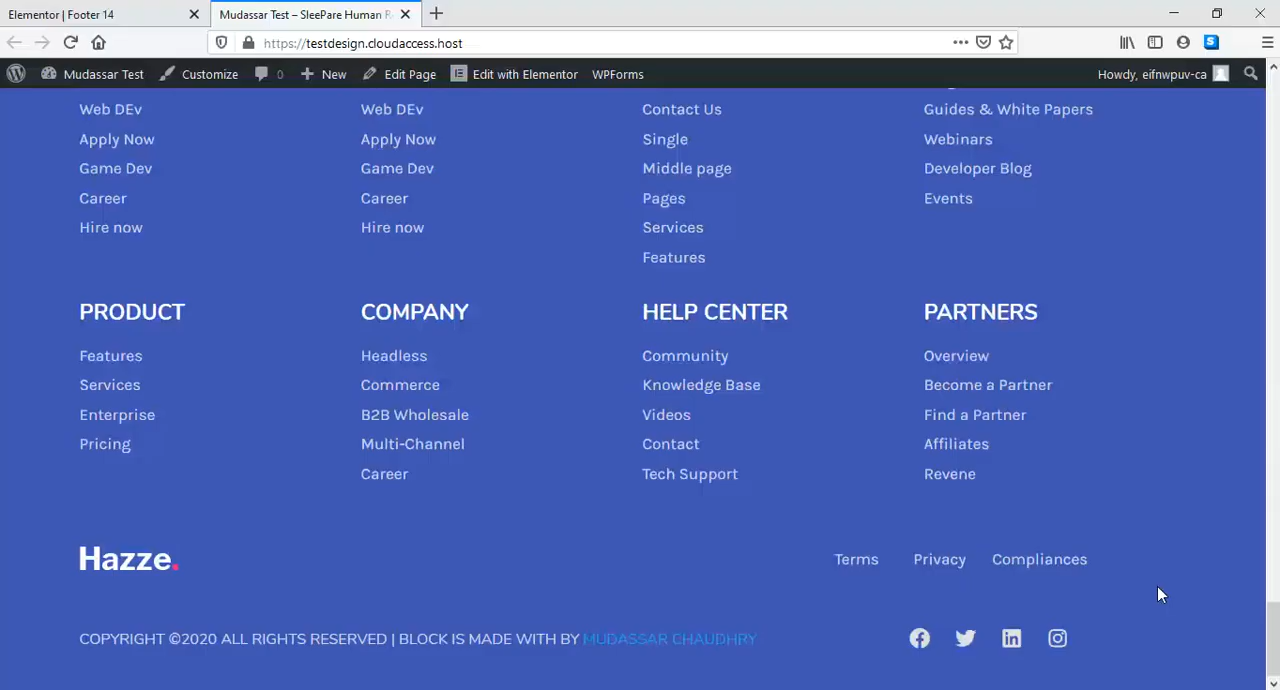 Elementor | Footer 14
Mudassar Test – SleePare Human R
https://testdesign.cloudaccess.host
Mudassar Test
Customize
0
New
Edit Page
Edit with Elementor
WPForms
Howdy, eifnwpuv-ca
Web DEv
Web DEv
Contact Us
Guides & White Papers
Apply Now
Apply Now
Single
Webinars
Game Dev
Game Dev
Middle page
Developer Blog
Career
Career
Pages
Events
Hire now
Hire now
Services
Features
PRODUCT
COMPANY
HELP CENTER
PARTNERS
Features
Headless
Community
Overview
Services
Commerce
Knowledge Base
Become a Partner
Enterprise
B2B Wholesale
Videos
Find a Partner
Pricing
Multi-Channel
Contact
Affiliates
Career
Tech Support
Revene
Hazze.
Terms
Privacy
Compliances
COPYRIGHT ©2020 ALL RIGHTS RESERVED | BLOCK IS MADE WITH BY MUDASSAR CHAUDHRY